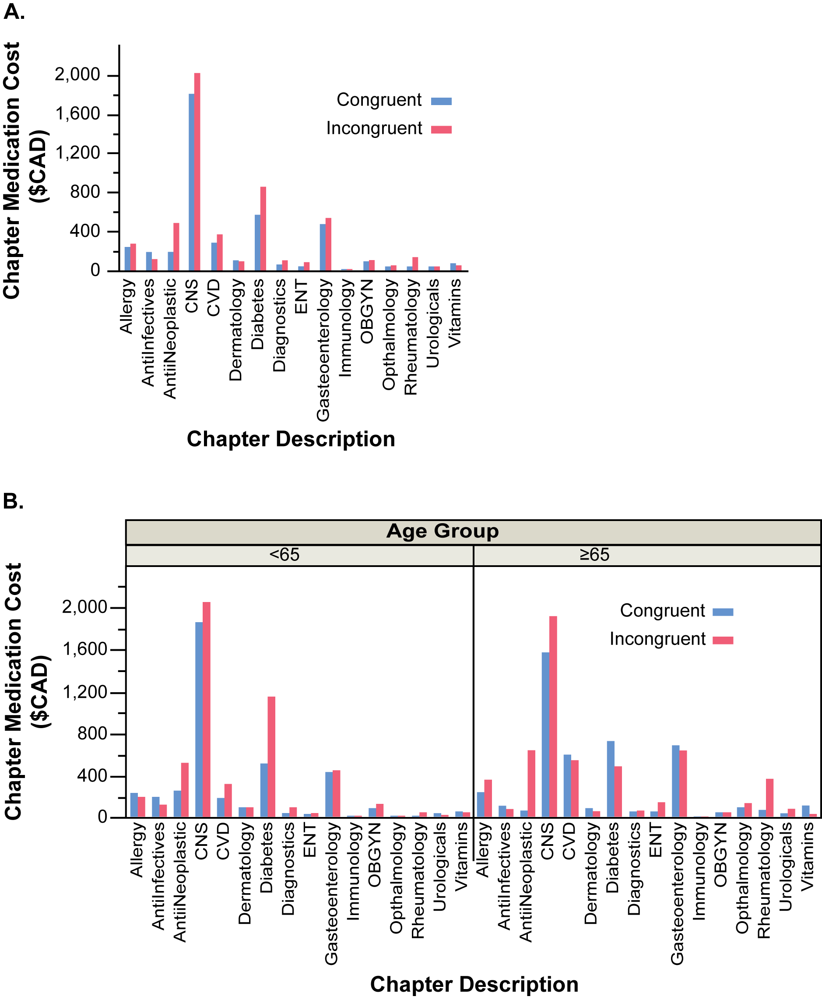 A.
Chapter Medication Cost
($CAD)
2,000
1,600
1,200
800
400
0
Congruent
Incongruent
Allergy
AntiInfectives
AntiiNeoplastic
CNS
CVD
Dermatology
Diabetes
Diagnostics
ENT
Gasteoenterology
Immunology
OBGYN
Opthalmology
Rheumatology
Urologicals
Vitamins
Chapter Description
B.
Age Group
<65
≥65
Chapter Medication Cost
($CAD)
2,000
1,600
1,200
800
400
0
Congruent
Incongruent
Allergy
AntiInfectives
AntiiNeoplastic
CNS
CVD
Dermatology
Diabetes
Diagnostics
ENT
Gasteoenterology
Immunology
OBGYN
Opthalmology
Rheumatology
Urologicals
Vitamins
Allergy
AntiInfectives
AntiiNeoplastic
CNS
CVD
Dermatology
Diabetes
Diagnostics
ENT
Gasteoenterology
Immunology
OBGYN
Opthalmology
Rheumatology
Urologicals
Vitamins
Chapter Description